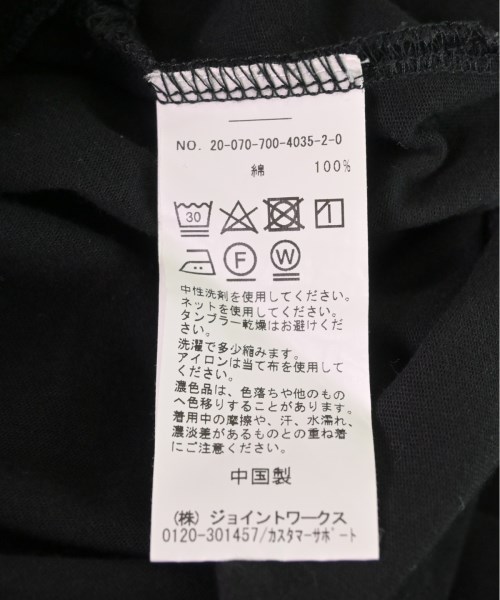 NO. 20-070-700-4035-2-0
綿 100%
30
F W
中性洗剤を使用してください。
ネットを使用してください。
タンブラー乾燥はお避けくだ
さい。
洗濯で多少縮みます。
アイロンは当て布を使用して
ください。
濃色品は、色落ちや他のもの
へ色移りすることがあります。
着用中の摩擦や、汗、水濡れ、
濃淡差があるものとの重ね着
にご注意ください。
中国製
(株) ジョイントワークス
0120-301457/カスタマーサポート